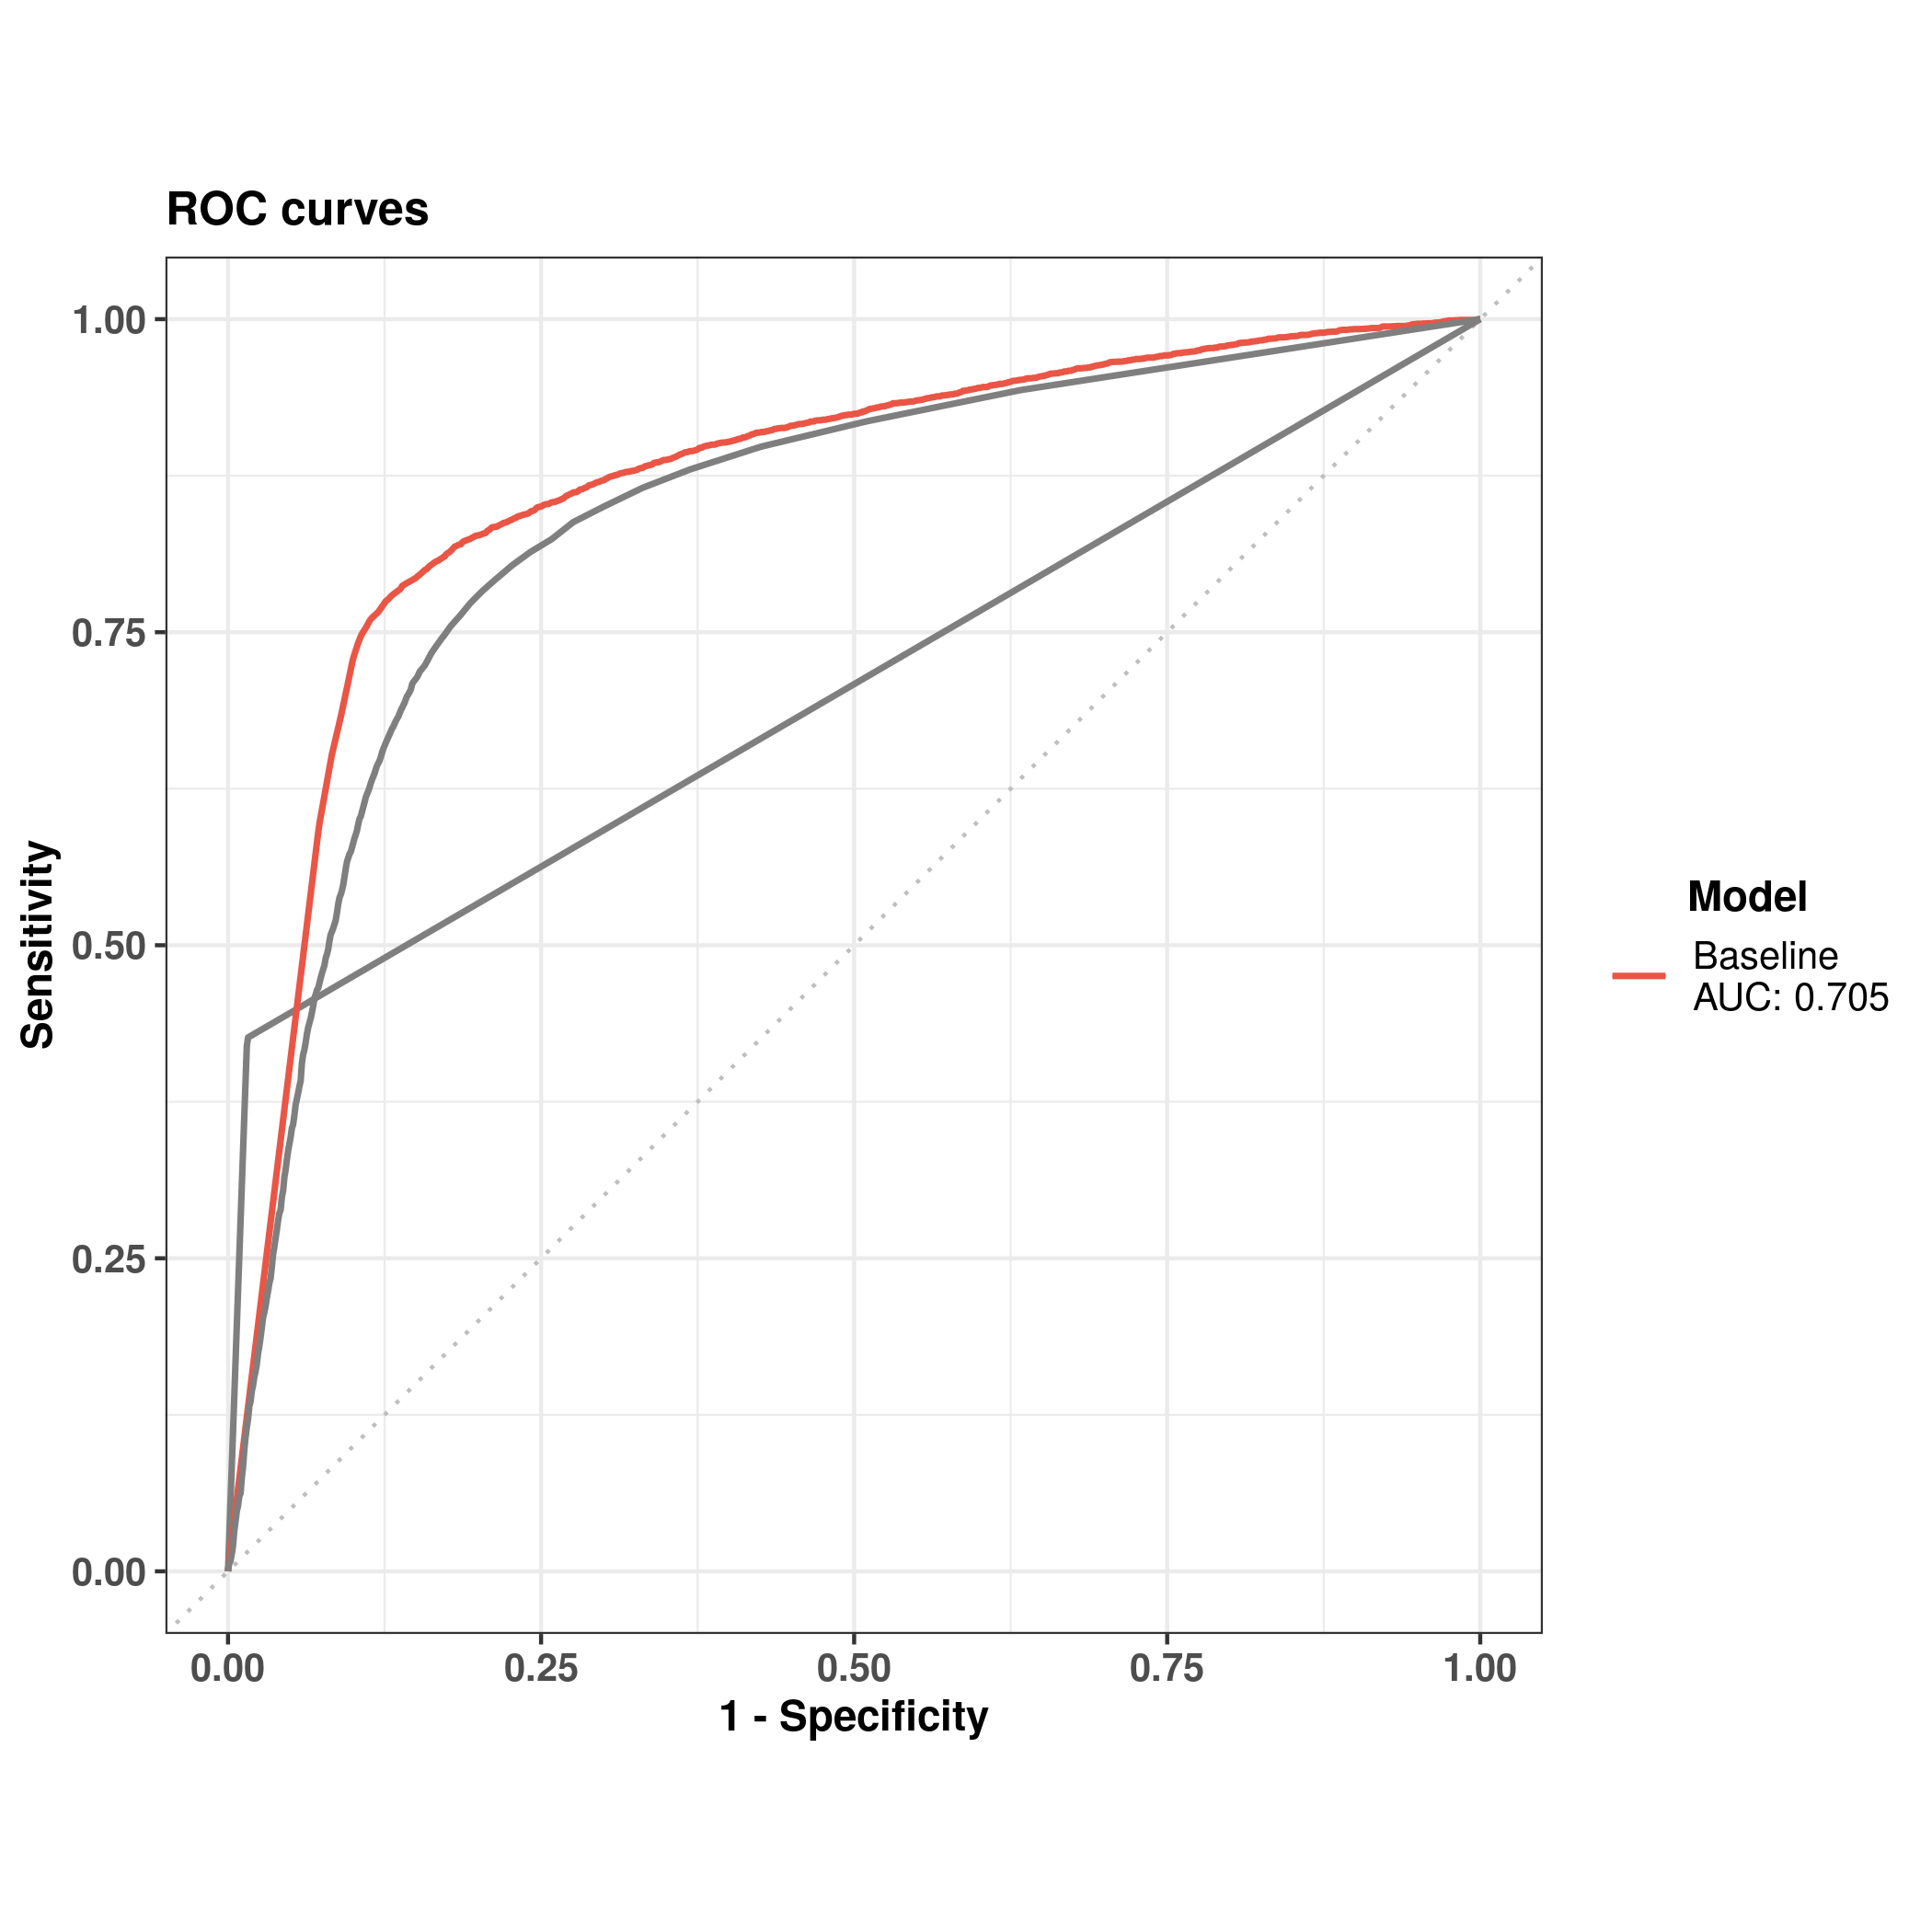 ROC curves
1.00
0.75
0.50
0.25
0.00
Sensitivity
0.00 0.25 0.50 0.75 1.00
1 - Specificity
Model
Baseline
AUC: 0.705